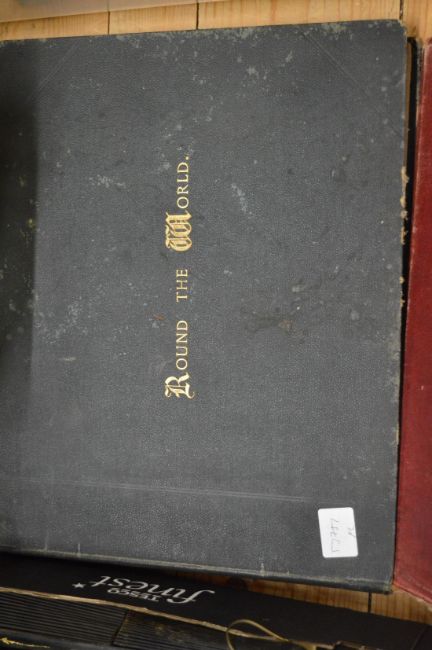 Round the World.
TESCO
finest